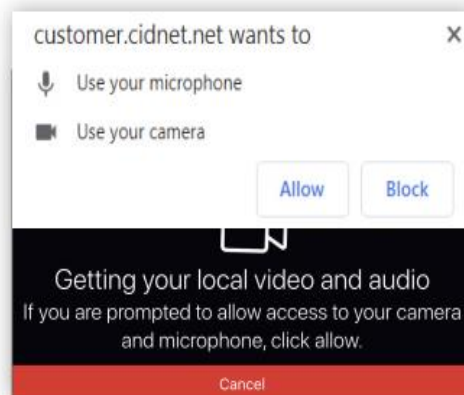 customer.cidnet.net wants to
Use your microphone
Use your camera
Allow
Block
Getting your local video and audio
If you are prompted to allow access to your camera
and microphone, click allow.
Cancel